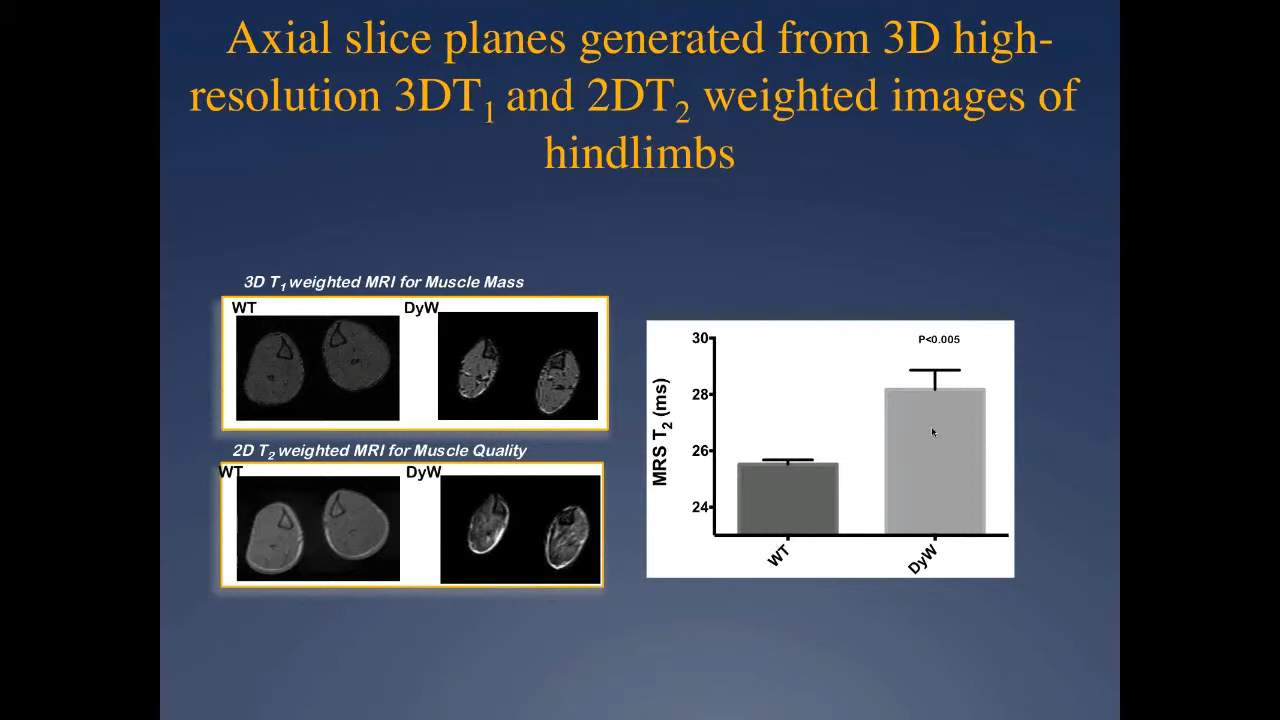 Axial slice planes generated from 3D high-
resolution 3DT1 and 2DT2 weighted images of
hindlimbs
3D T1 weighted MRI for Muscle Mass
WT DyW
2D T2 weighted MRI for Muscle Quality
WT DyW
P<0.005
MRS T2 (ms)
30
28
26
24
WT
DyW